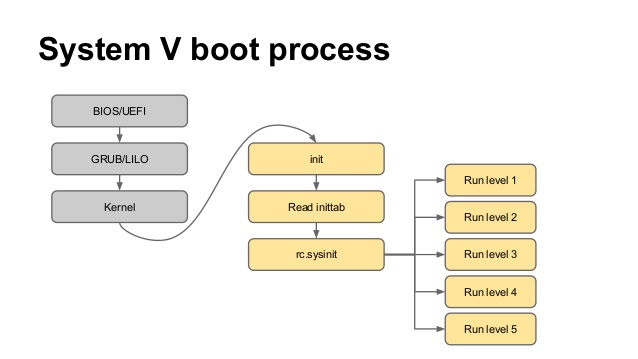 System V boot process
BIOS/UEFI
GRUB/LILO
Kernel
init
Read inittab
rc.sysinit
Run level 1
Run level 2
Run level 3
Run level 4
Run level 5